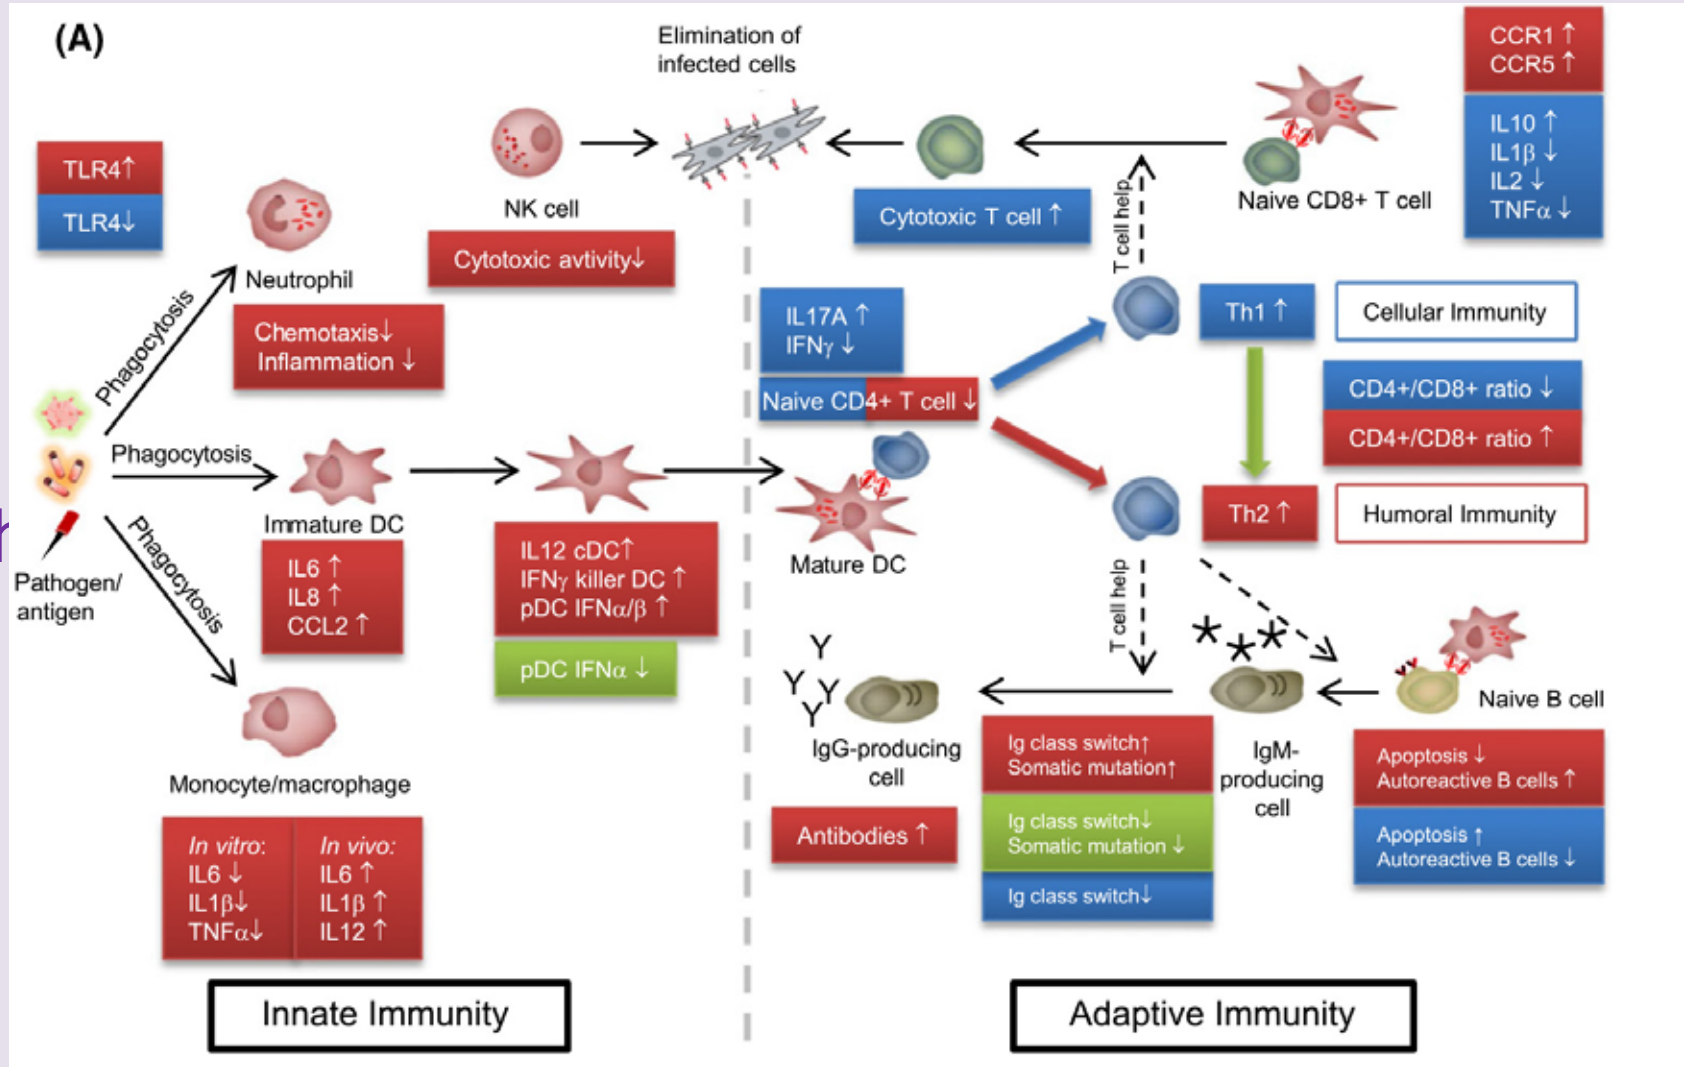 (A)
Elimination of
infected cells
CCR1 ↑
CCR5 ↑
IL10 ↑
IL1β ↓
IL2 ↓
TNFα ↓
TLR4↑
TLR4↓
Neutrophil
Chemotaxis↓
Inflammation ↓
NK cell
Cytotoxic avtivity↓
Cytotoxic T cell ↑
Naive CD8+ T cell
T cell help
IL17A ↑
IFNγ ↓
Naive CD4+ T cell ↓
Th1 ↑
Cellular Immunity
CD4+/CD8+ ratio ↓
CD4+/CD8+ ratio ↑
Th2 ↑
Humoral Immunity
Phagocytosis
Phagocytosis
Phagocytosis
Pathogen/
antigen
Immature DC
IL6 ↑
IL8 ↑
CCL2 ↑
IL12 cDC↑
IFNγ killer DC ↑
pDC IFNα/β ↑
pDC IFNα ↓
Mature DC
T cell help
Monocyte/macrophage
In vitro:
IL6 ↓
IL1β↓
TNFα↓
In vivo:
IL6 ↑
IL1β ↑
IL12 ↑
Y
Y
Y
Y
IgG-producing
cell
Antibodies ↑
Ig class switch↑
Somatic mutation↑
Ig class switch↓
Somatic mutation ↓
Ig class switch↓
***
IgM-
producing
cell
Naive B cell
Apoptosis ↓
Autoreactive B cells ↑
Apoptosis ↑
Autoreactive B cells ↓
Innate Immunity
Adaptive Immunity